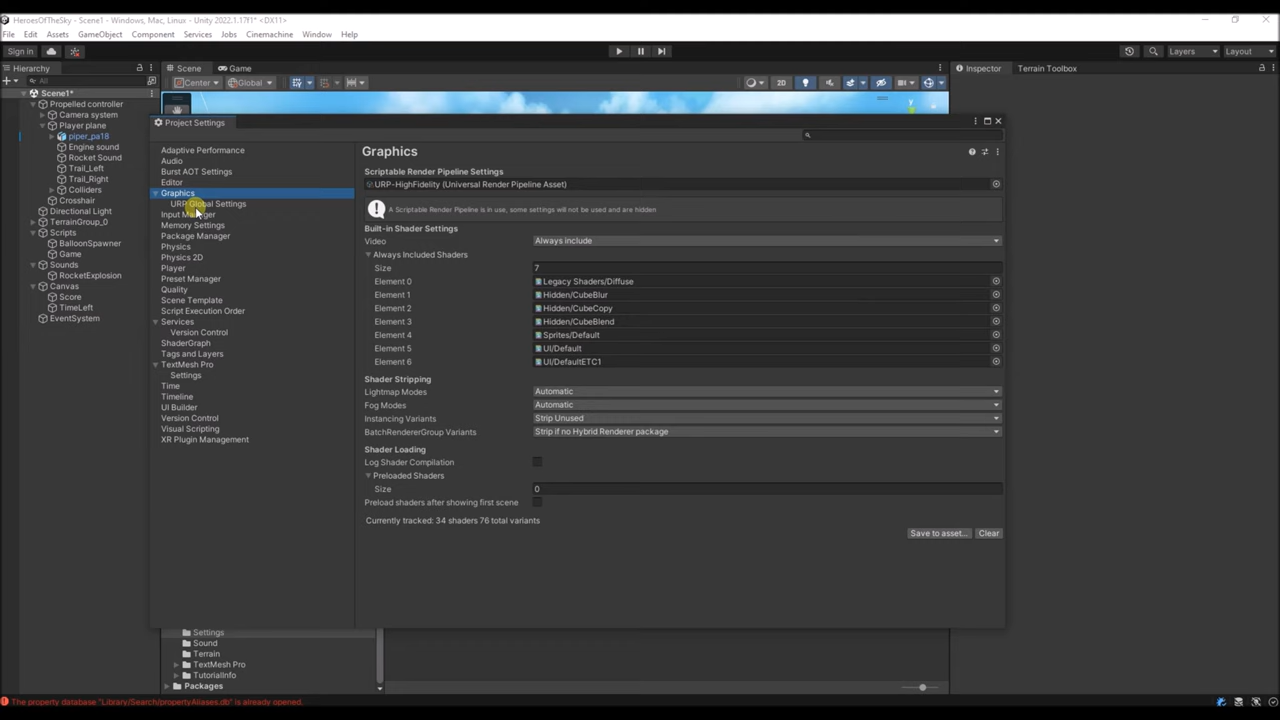 HeroesOfTheSky - Scene1 - Windows, Mac, Linux - Unity 2022.1.17f1* <DX11>
File Edit Assets GameObject Component Services Jobs Cinemachine Window Help
Sign in Layers Layout
Hierarchy Scene Game Inspector Terrain Toolbox
All Center Global 2D
Scene1*
Propelled controller
Camera system
Player plane
piper_pa18
Engine sound
Rocket Sound
Trail_Left
Trail_Right
Colliders
Crosshair
Directional Light
TerrainGroup_0
Scripts
BalloonSpawner
Game
Sounds
RocketExplosion
Canvas
Score
TimeLeft
EventSystem
Project Settings
Adaptive Performance
Audio
Burst AOT Settings
Editor
Graphics
URP Global Settings
Input Manager
Memory Settings
Package Manager
Physics
Physics 2D
Player
Preset Manager
Quality
Scene Template
Script Execution Order
Services
Version Control
ShaderGraph
Tags and Layers
TextMesh Pro
Settings
Time
Timeline
UI Builder
Version Control
Visual Scripting
XR Plugin Management
Graphics
Scriptable Render Pipeline Settings
URP-HighFidelity (Universal Render Pipeline Asset)
A Scriptable Render Pipeline is in use, some settings will not be used and are hidden
Built-in Shader Settings
Video Always include
Always Included Shaders
Size 7
Element 0 Legacy Shaders/Diffuse
Element 1 Hidden/CubeBlur
Element 2 Hidden/CubeCopy
Element 3 Hidden/CubeBlend
Element 4 Sprites/Default
Element 5 UI/Default
Element 6 UI/DefaultETC1
Shader Stripping
Lightmap Modes Automatic
Fog Modes Automatic
Instancing Variants Strip Unused
BatchRendererGroup Variants Strip if no Hybrid Renderer package
Shader Loading
Log Shader Compilation
Preloaded Shaders
Size 0
Preload shaders after showing first scene
Currently tracked: 34 shaders 76 total variants
Save to asset... Clear
Settings
Sound
Terrain
TextMesh Pro
TutorialInfo
Packages
The property database "Library/Search/propertyAliases.db" is already opened.